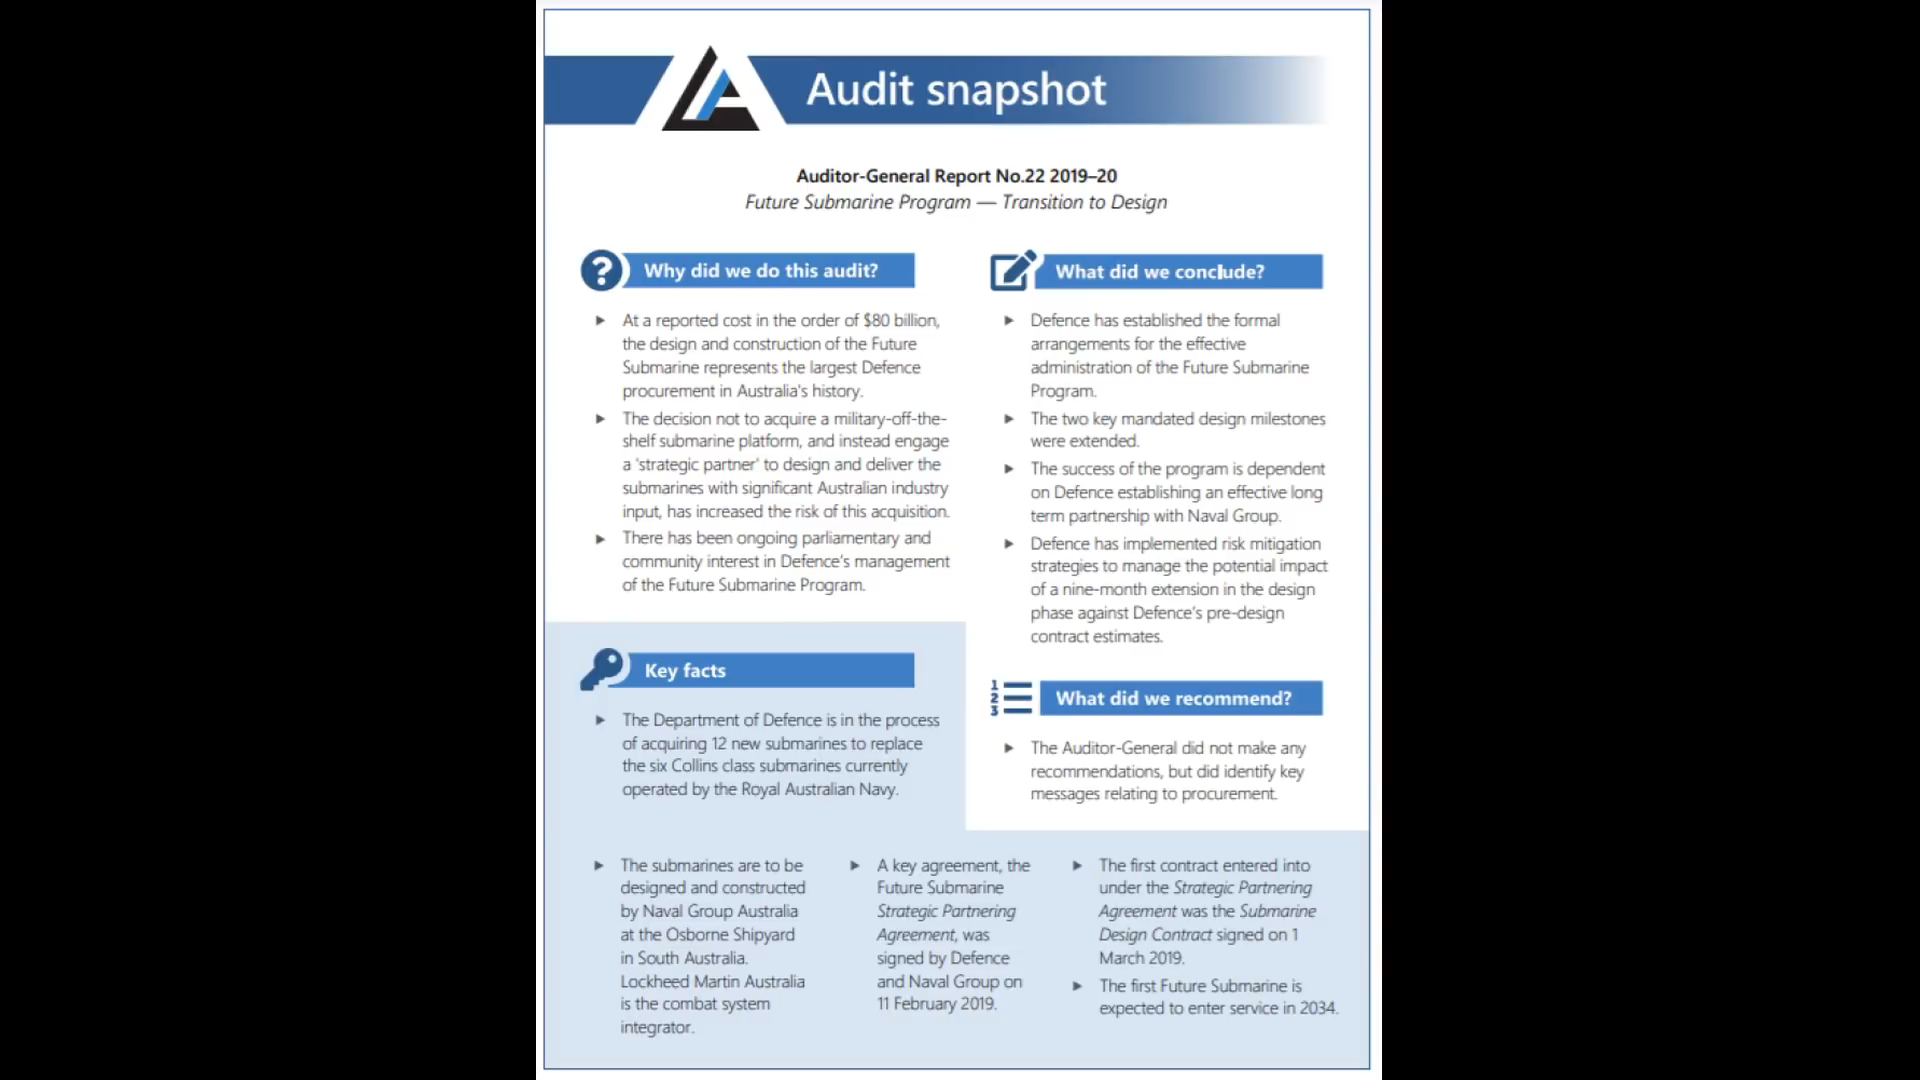 Audit snapshot
Auditor-General Report No.22 2019–20
Future Submarine Program — Transition to Design
Why did we do this audit?
► At a reported cost in the order of $80 billion,
the design and construction of the Future
Submarine represents the largest Defence
procurement in Australia's history.
► The decision not to acquire a military-off-the-
shelf submarine platform, and instead engage
a 'strategic partner' to design and deliver the
submarines with significant Australian industry
input, has increased the risk of this acquisition.
► There has been ongoing parliamentary and
community interest in Defence's management
of the Future Submarine Program.
What did we conclude?
► Defence has established the formal
arrangements for the effective
administration of the Future Submarine
Program.
► The two key mandated design milestones
were extended.
► The success of the program is dependent
on Defence establishing an effective long
term partnership with Naval Group.
► Defence has implemented risk mitigation
strategies to manage the potential impact
of a nine-month extension in the design
phase against Defence's pre-design
contract estimates.
Key facts
► The Department of Defence is in the process
of acquiring 12 new submarines to replace
the six Collins class submarines currently
operated by the Royal Australian Navy.
What did we recommend?
► The Auditor-General did not make any
recommendations, but did identify key
messages relating to procurement.
► The submarines are to be
designed and constructed
by Naval Group Australia
at the Osborne Shipyard
in South Australia.
Lockheed Martin Australia
is the combat system
integrator.
► A key agreement, the
Future Submarine
Strategic Partnering
Agreement, was
signed by Defence
and Naval Group on
11 February 2019.
► The first contract entered into
under the Strategic Partnering
Agreement was the Submarine
Design Contract signed on 1
March 2019.
► The first Future Submarine is
expected to enter service in 2034.